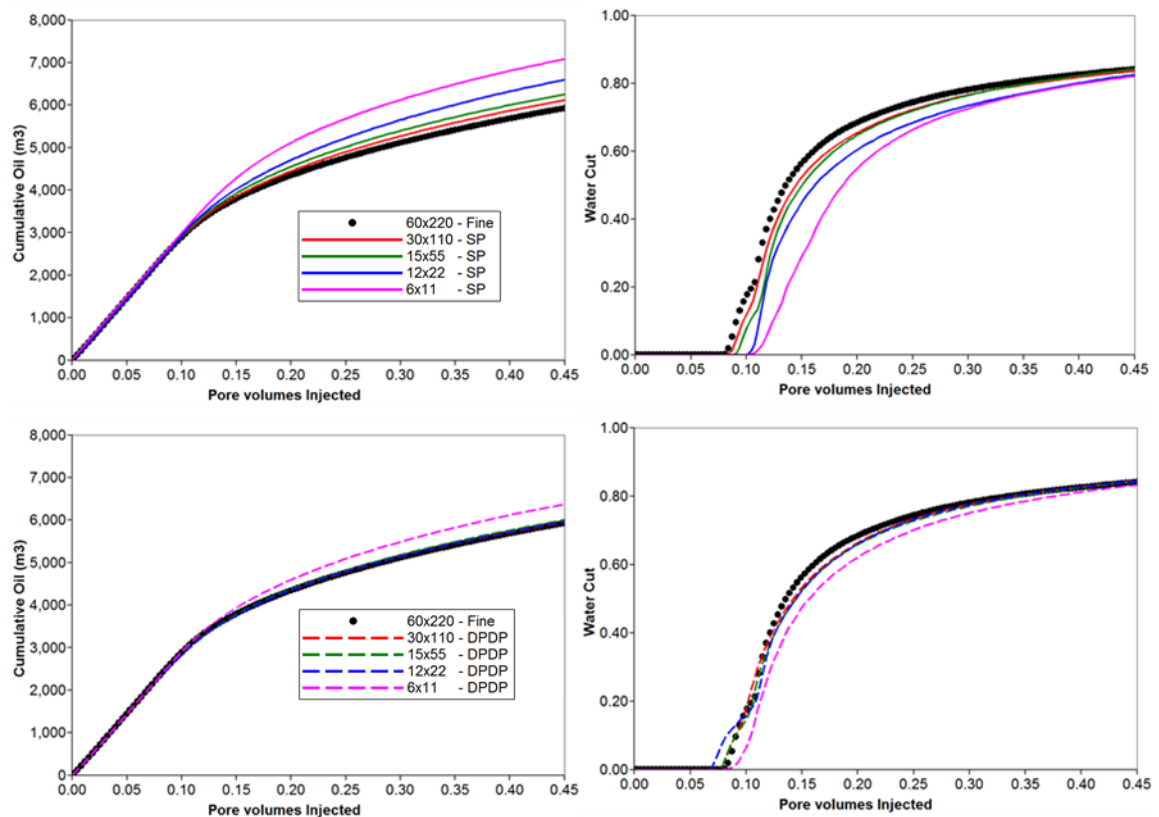 8,000
7,000
6,000
5,000
4,000
3,000
2,000
1,000
0
Cumulative Oil (m3)
60x220 - Fine
30x110 - SP
15x55 - SP
12x22 - SP
6x11 - SP
0.00 0.05 0.10 0.15 0.20 0.25 0.30 0.35 0.40 0.45
Pore volumes Injected
1.00
0.80
0.60
0.40
0.20
0.00
Water Cut
0.00 0.05 0.10 0.15 0.20 0.25 0.30 0.35 0.40 0.45
Pore volumes Injected
8,000
7,000
6,000
5,000
4,000
3,000
2,000
1,000
0
Cumulative Oil (m3)
60x220 - Fine
30x110 - DPDP
15x55 - DPDP
12x22 - DPDP
6x11 - DPDP
0.00 0.05 0.10 0.15 0.20 0.25 0.30 0.35 0.40 0.45
Pore volumes Injected
1.00
0.80
0.60
0.40
0.20
0.00
Water Cut
0.00 0.05 0.10 0.15 0.20 0.25 0.30 0.35 0.40 0.45
Pore volumes Injected